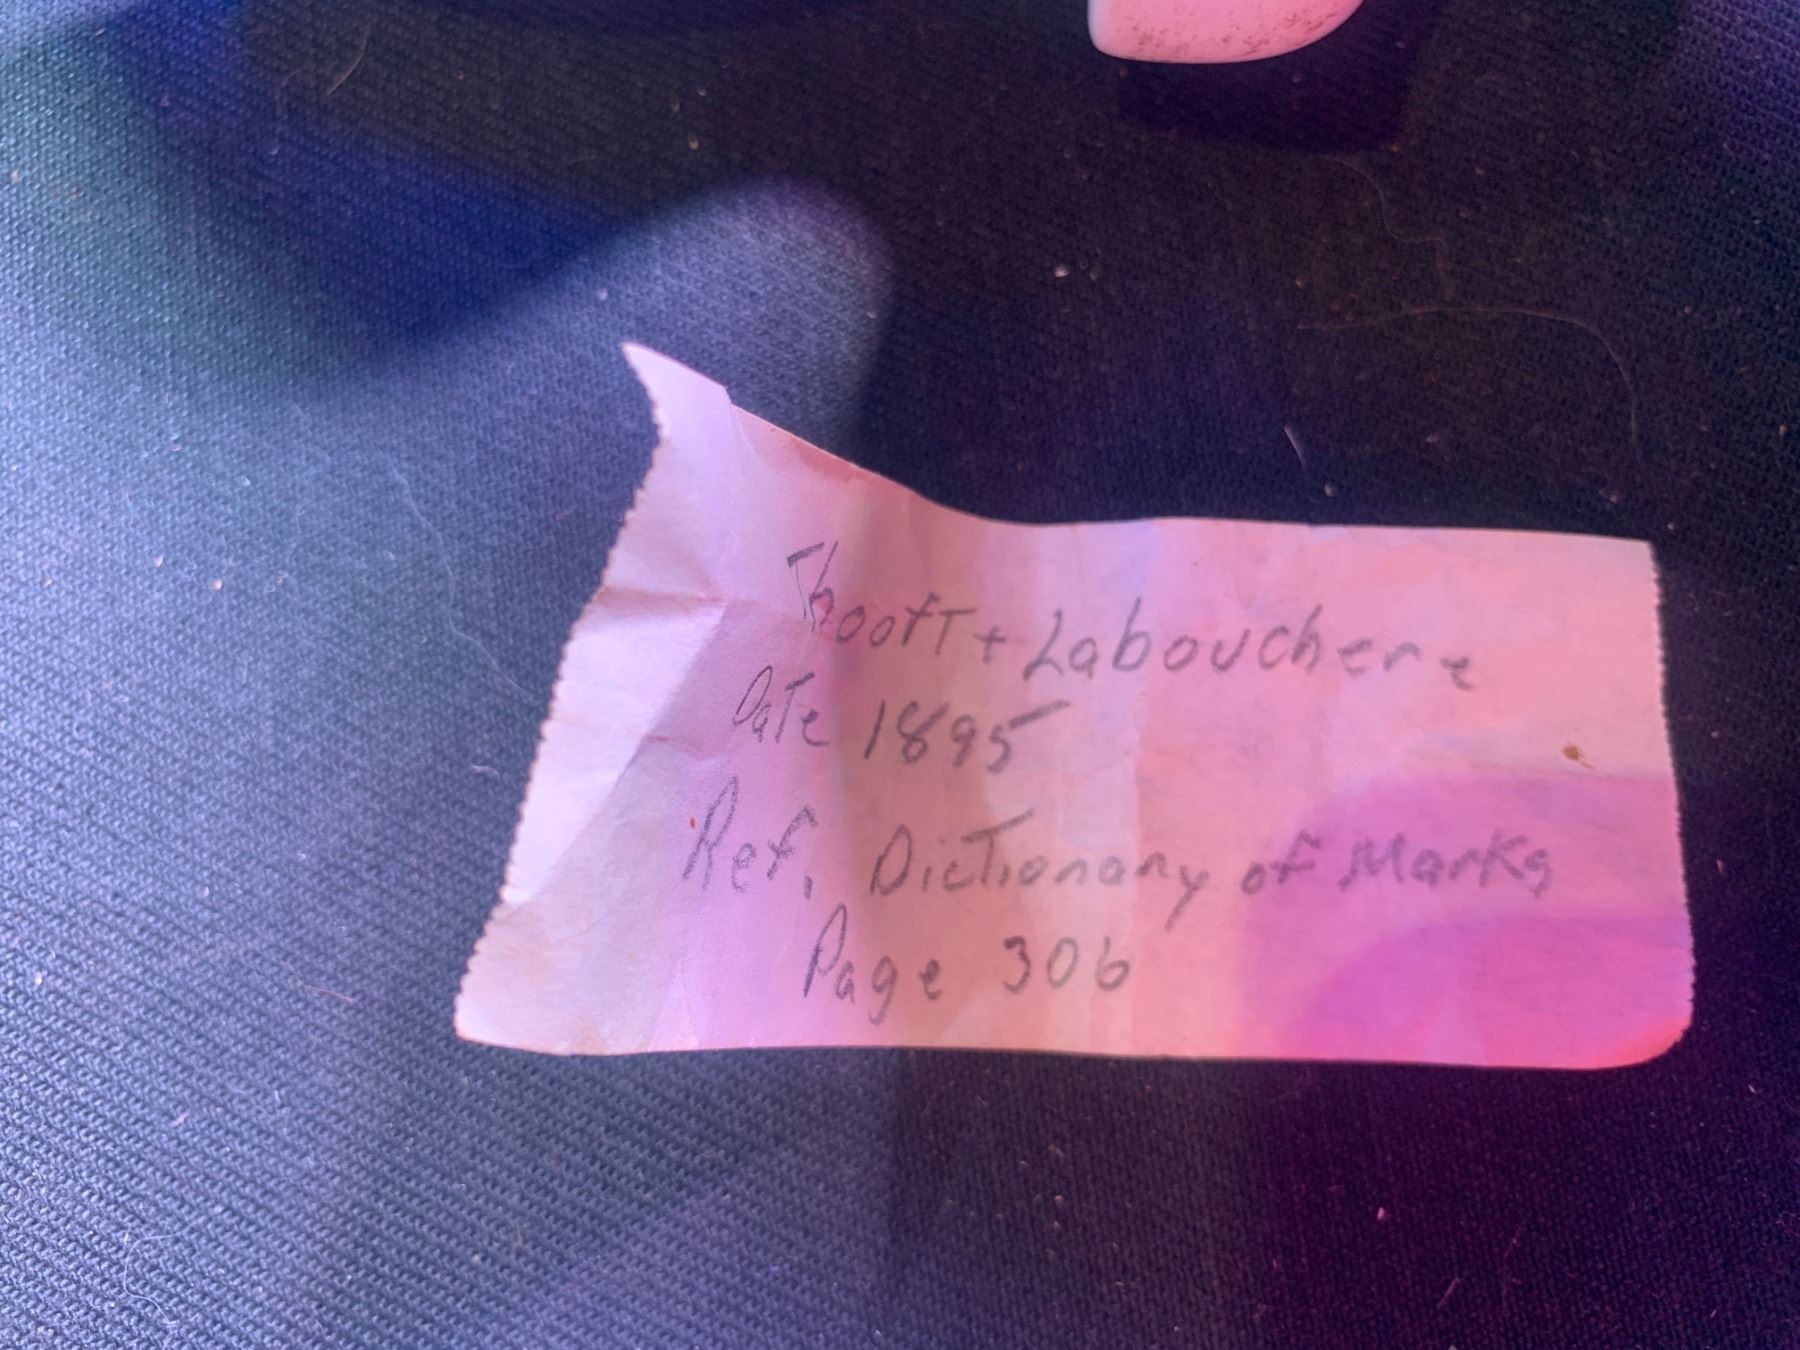 Thooft + Labouchere
Date 1895
Ref. Dictionary of Marks
Page 306